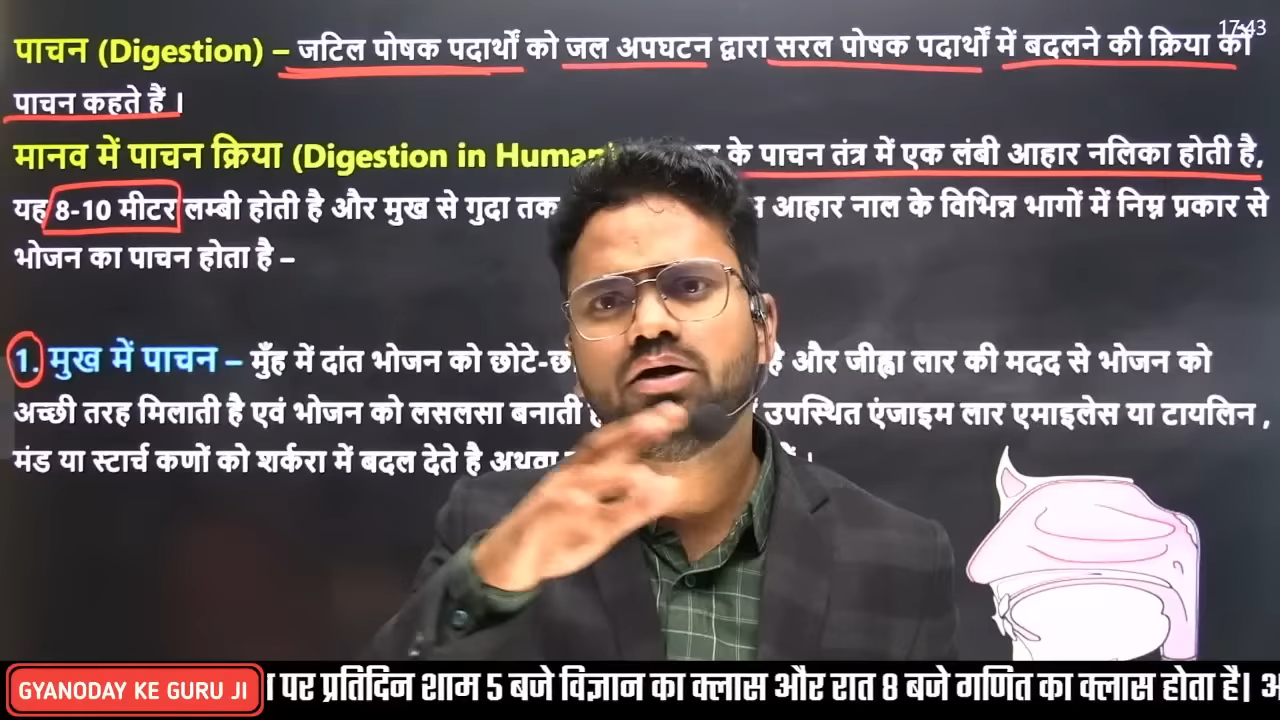 17:43
पाचन (Digestion) – जटिल पोषक पदार्थों को जल अपघटन द्वारा सरल पोषक पदार्थों में बदलने की क्रिया को
पाचन कहते हैं ।
मानव में पाचन क्रिया (Digestion in Human के पाचन तंत्र में एक लंबी आहार नलिका होती है,
यह 8-10 मीटर लम्बी होती है और मुख से गुदा तक आहार नाल के विभिन्न भागों में निम्न प्रकार से
भोजन का पाचन होता है –
1. मुख में पाचन – मुँह में दांत भोजन को है और जीह्वा लार की मदद से भोजन को
अच्छी तरह मिलाती है एवं भोजन को लसलसा बनाती उपस्थित एंजाइम लार एमाइलेस या टायलिन ,
मंड या स्टार्च कणों को शर्करा में बदल देते है अथवा
GYANODAY KE GURU JI
पर प्रतिदिन शाम 5 बजे विज्ञान का क्लास और रात 8 बजे गणित का क्लास होता है।